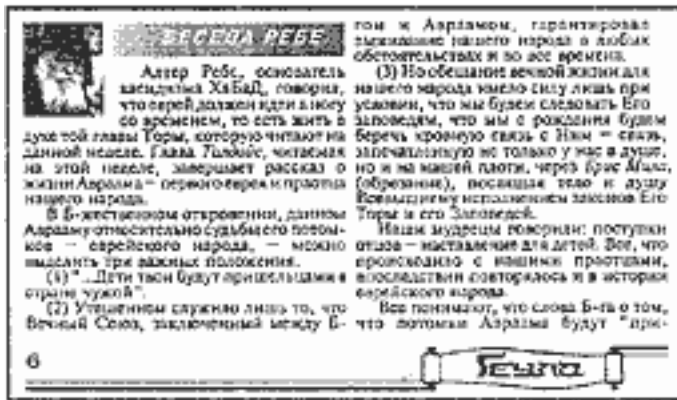 БЕСЕДА РЕБЕ
Алтер Ребе, основатель
движения ХаБаД, говорил,
что еврей должен идти в ногу
со временем, то есть жить в
духе той главы Торы, которую читают на
данной неделе. Глава Толдойс, читаемая
на этой неделе, завершает рассказ о
жизни Авраама – первого еврея и праотца
нашего народа.
В Б-жественном откровении, данном
Аврааму относительно судьбы его потом-
ков – еврейского народа, – можно
выделить три важных положения.
(1) "...Дети твои будут пришельцами в
стране чужой".
(2) Утешением служило лишь то, что
Вечный Союз, заключенный между Б-
гом и Авраамом, гарантировал
выживание нашего народа в любых
обстоятельствах и во все времена.
(3) Но обещание вечной жизни для
нашего народа имело силу лишь при
условии, что мы будем следовать Его
заповедям, что мы с рождения будем
беречь кровную связь с Ним – связь,
запечатленную не только у нас в душе,
но и на нашей плоти, через Брис Мила,
(обрезание), посвящая тело и душу
Всевышнему исполнением законов Его
Торы и его Заповедей.
Наши мудрецы говорили: поступки
отцов – наставление для детей. Все, что
происходило с нашими праотцами,
впоследствии повторялось и в истории
еврейского народа.
Все понимают, что слова Б-га о том,
что потомки Авраама будут "при-
6
Геула